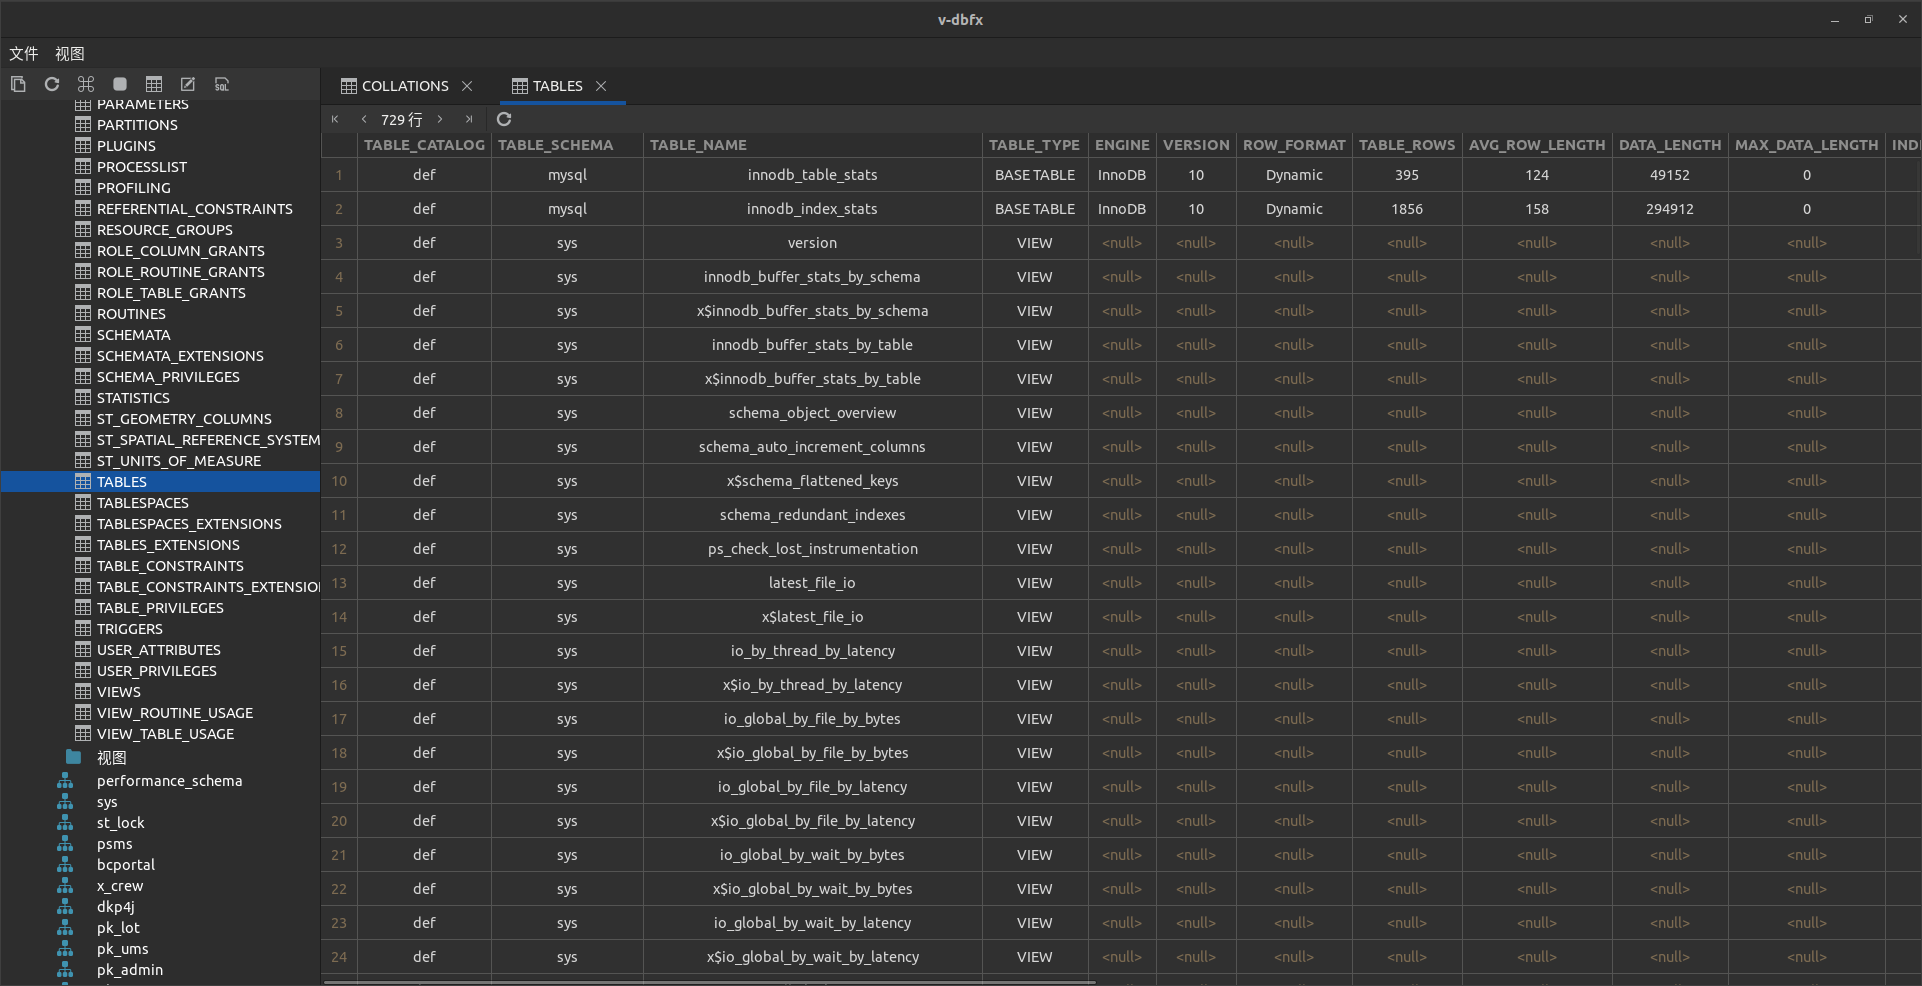 v-dbfx
文件 视图
SQL
COLLATIONS TABLES
729 行
PARAMETERS
PARTITIONS
PLUGINS
PROCESSLIST
PROFILING
REFERENTIAL_CONSTRAINTS
RESOURCE_GROUPS
ROLE_COLUMN_GRANTS
ROLE_ROUTINE_GRANTS
ROLE_TABLE_GRANTS
ROUTINES
SCHEMATA
SCHEMATA_EXTENSIONS
SCHEMA_PRIVILEGES
STATISTICS
ST_GEOMETRY_COLUMNS
ST_SPATIAL_REFERENCE_SYSTEM
ST_UNITS_OF_MEASURE
TABLES
TABLESPACES
TABLESPACES_EXTENSIONS
TABLES_EXTENSIONS
TABLE_CONSTRAINTS
TABLE_CONSTRAINTS_EXTENSIO
TABLE_PRIVILEGES
TRIGGERS
USER_ATTRIBUTES
USER_PRIVILEGES
VIEWS
VIEW_ROUTINE_USAGE
VIEW_TABLE_USAGE
视图
performance_schema
sys
st_lock
psms
bcportal
x_crew
dkp4j
pk_lot
pk_ums
pk_admin
TABLE_CATALOG TABLE_SCHEMA TABLE_NAME TABLE_TYPE ENGINE VERSION ROW_FORMAT TABLE_ROWS AVG_ROW_LENGTH DATA_LENGTH MAX_DATA_LENGTH INDE
1 def mysql innodb_table_stats BASE TABLE InnoDB 10 Dynamic 395 124 49152 0
2 def mysql innodb_index_stats BASE TABLE InnoDB 10 Dynamic 1856 158 294912 0
3 def sys version VIEW <null> <null> <null> <null> <null> <null> <null>
4 def sys innodb_buffer_stats_by_schema VIEW <null> <null> <null> <null> <null> <null> <null>
5 def sys x$innodb_buffer_stats_by_schema VIEW <null> <null> <null> <null> <null> <null> <null>
6 def sys innodb_buffer_stats_by_table VIEW <null> <null> <null> <null> <null> <null> <null>
7 def sys x$innodb_buffer_stats_by_table VIEW <null> <null> <null> <null> <null> <null> <null>
8 def sys schema_object_overview VIEW <null> <null> <null> <null> <null> <null> <null>
9 def sys schema_auto_increment_columns VIEW <null> <null> <null> <null> <null> <null> <null>
10 def sys x$schema_flattened_keys VIEW <null> <null> <null> <null> <null> <null> <null>
11 def sys schema_redundant_indexes VIEW <null> <null> <null> <null> <null> <null> <null>
12 def sys ps_check_lost_instrumentation VIEW <null> <null> <null> <null> <null> <null> <null>
13 def sys latest_file_io VIEW <null> <null> <null> <null> <null> <null> <null>
14 def sys x$latest_file_io VIEW <null> <null> <null> <null> <null> <null> <null>
15 def sys io_by_thread_by_latency VIEW <null> <null> <null> <null> <null> <null> <null>
16 def sys x$io_by_thread_by_latency VIEW <null> <null> <null> <null> <null> <null> <null>
17 def sys io_global_by_file_by_bytes VIEW <null> <null> <null> <null> <null> <null> <null>
18 def sys x$io_global_by_file_by_bytes VIEW <null> <null> <null> <null> <null> <null> <null>
19 def sys io_global_by_file_by_latency VIEW <null> <null> <null> <null> <null> <null> <null>
20 def sys x$io_global_by_file_by_latency VIEW <null> <null> <null> <null> <null> <null> <null>
21 def sys io_global_by_wait_by_bytes VIEW <null> <null> <null> <null> <null> <null> <null>
22 def sys x$io_global_by_wait_by_bytes VIEW <null> <null> <null> <null> <null> <null> <null>
23 def sys io_global_by_wait_by_latency VIEW <null> <null> <null> <null> <null> <null> <null>
24 def sys x$io_global_by_wait_by_latency VIEW <null> <null> <null> <null> <null> <null> <null>